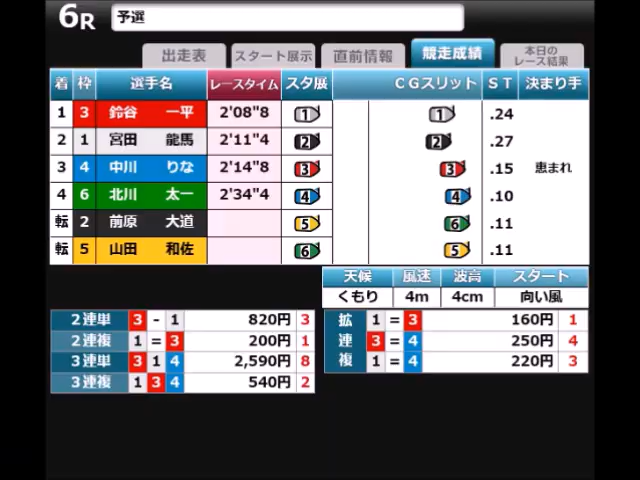 6R 予選
出走表 スタート展示 直前情報 競走成績 本日のレース結果
着 枠 選手名 レースタイム スタ展 CGスリット ST 決まり手
1 3 鈴谷 一平 2'08"8 1 1 .24
2 1 宮田 龍馬 2'11"4 2 2 .27
3 4 中川 りな 2'14"8 3 3 .15 恵まれ
4 6 北川 太一 2'34"4 4 4 .10
転 2 前原 大道 5 6 .11
転 5 山田 和佐 6 5 .11
天候 風速 波高 スタート
くもり 4m 4cm 向い風
2連単 3 - 1 820円 3
2連複 1 = 3 200円 1
3連単 3 1 4 2,590円 8
3連複 1 3 4 540円 2
拡 1 = 3 160円 1
連 3 = 4 250円 4
複 1 = 4 220円 3